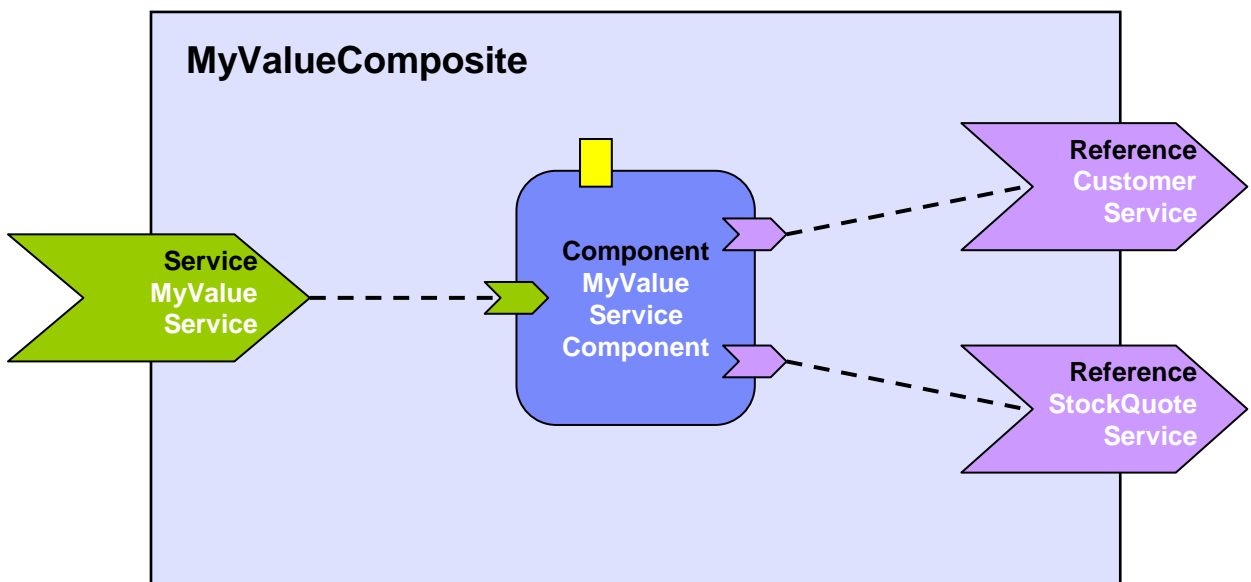 MyValueComposite
Service
MyValue
Service
Component
MyValue
Service
Component
Reference
Customer
Service
Reference
StockQuote
Service